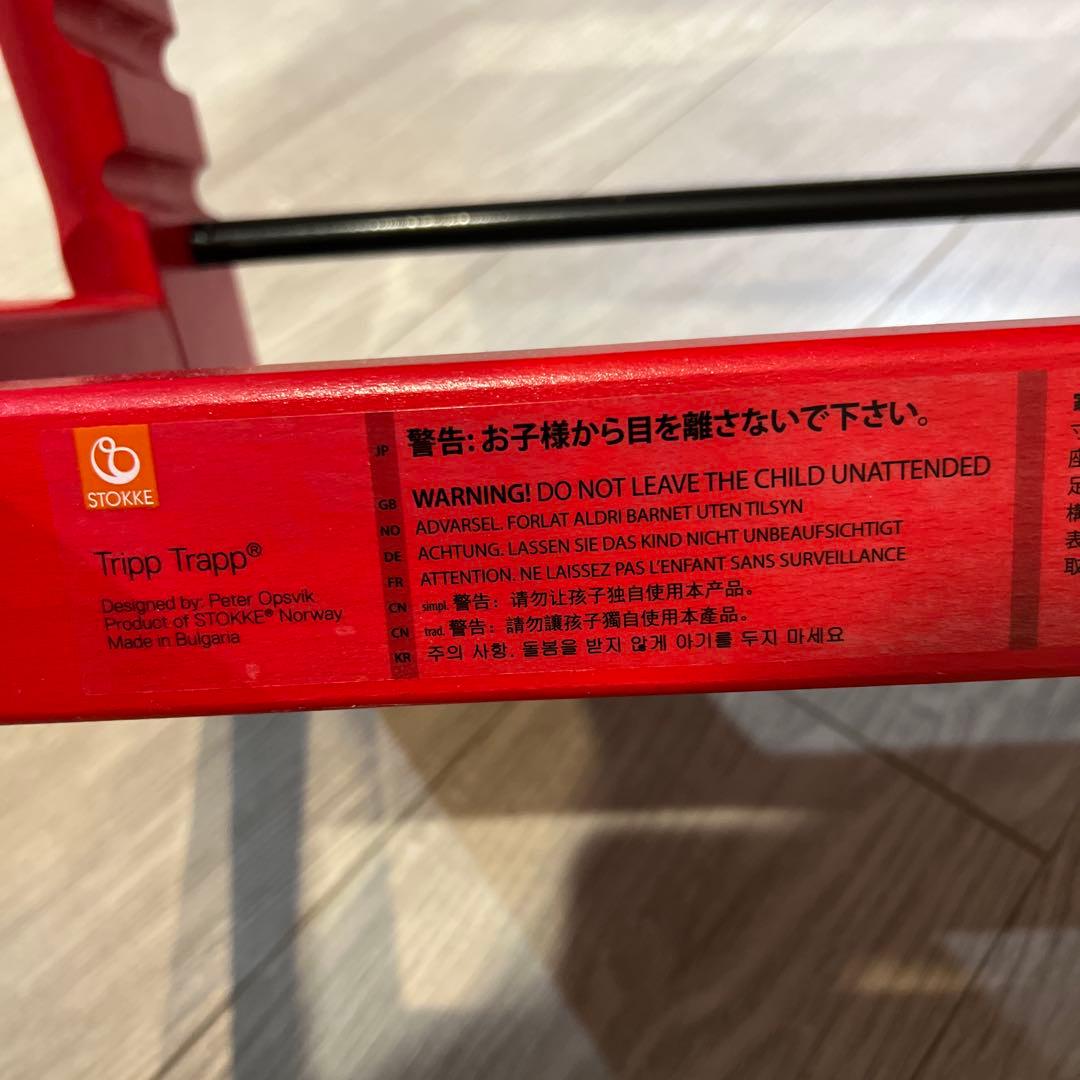 STOKKE
Tripp Trapp®
Designed by: Peter Opsvik
Product of STOKKE® Norway
Made in Bulgaria
JP 警告: お子様から目を離さないで下さい。
GB WARNING! DO NOT LEAVE THE CHILD UNATTENDED
ND ADVARSEL. FORLAT ALDRI BARNET UTEN TILSYN
DE ACHTUNG. LASSEN SIE DAS KIND NICHT UNBEAUFSICHTIGT
FR ATTENTION. NE LAISSEZ PAS L'ENFANT SANS SURVEILLANCE
CN simpl. 警告：请勿让孩子独自使用本产品。
CN trad. 警告：請勿讓孩子獨自使用本產品。
KR 주의 사항. 돌봄을 받지 않게 아기를 두지 마세요
座
足
構
表
取